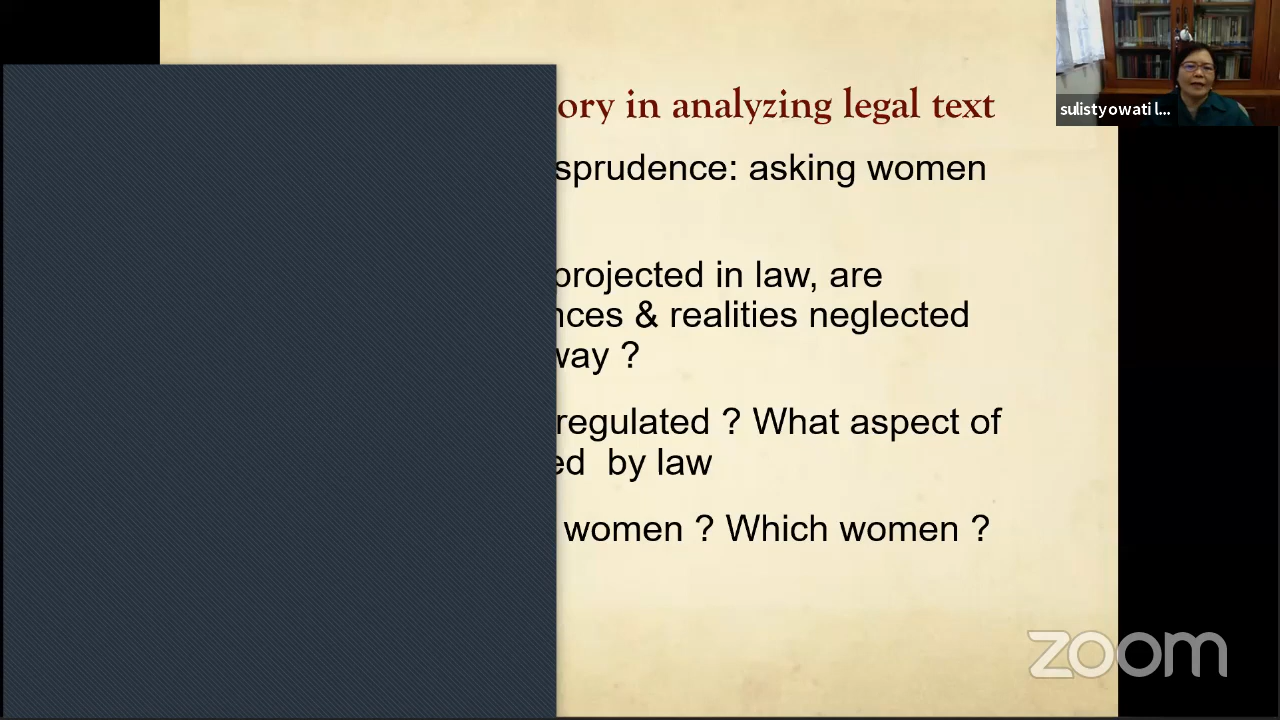 ory in analyzing legal text
sprudence: asking women
projected in law, are
nces & realities neglected
way ?
regulated ? What aspect of
ed by law
women ? Which women ?
sulistyowati l...
zoom